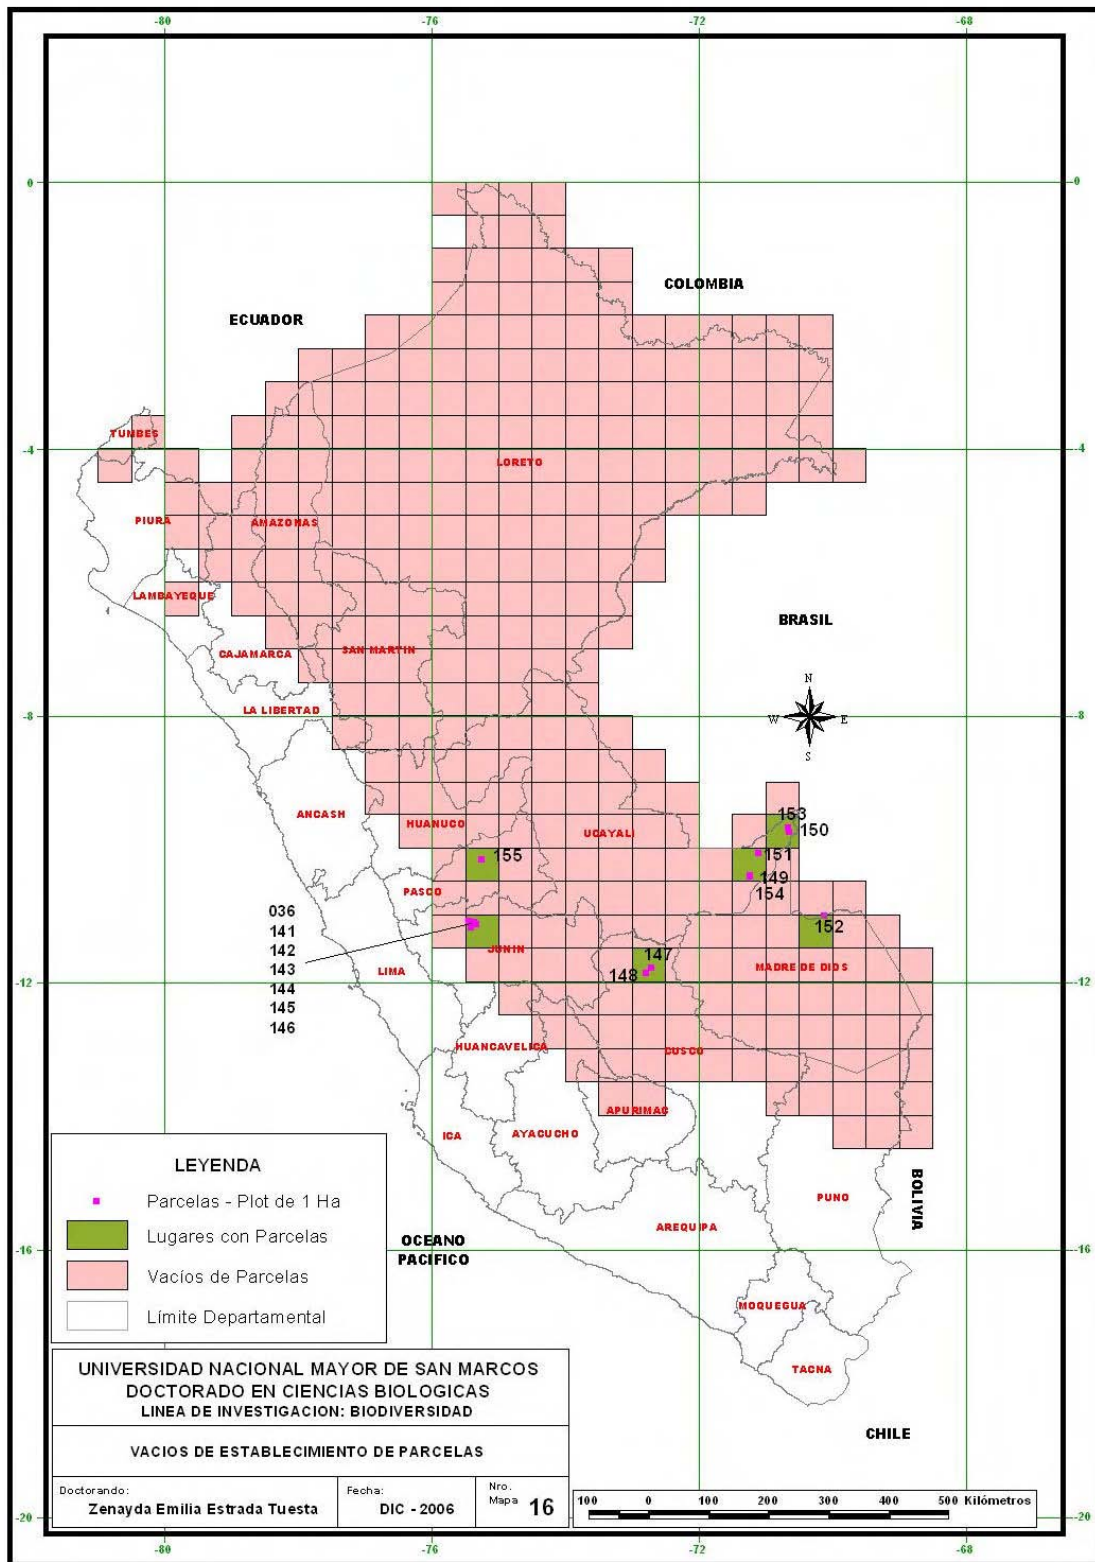 -80 -76 -72 -68
0 0
COLOMBIA
ECUADOR
TUMBES
-4 -4
LORETO
PIURA
AMAZONAS
LAMBAYEQUE
BRASIL
CAJAMARCA
SAN MARTIN
N
LA LIBERTAD
-8 -8
W E
S
ANCASH
HUANUCO
UCAYALI
153
150
155
151
149
154
PASCO
036
141
142
143
144
145
146
152
JUNIN
147
148
LIMA
MADRE DE DIOS
-12 -12
HUANCAVELICA
CUSCO
APURIMAC
ICA
AYACUCHO
LEYENDA
Parcelas - Plot de 1 Ha
Lugares con Parcelas
Vacíos de Parcelas
Límite Departamental
PUNO
BOLIVIA
AREQUIPA
OCEANO
PACIFICO
-16 -16
MOQUEGUA
TACNA
CHILE
UNIVERSIDAD NACIONAL MAYOR DE SAN MARCOS
DOCTORADO EN CIENCIAS BIOLOGICAS
LINEA DE INVESTIGACION: BIODIVERSIDAD
VACIOS DE ESTABLECIMIENTO DE PARCELAS
Doctorando:
Zenayda Emilia Estrada Tuesta
Fecha:
DIC - 2006
Nro.
Mapa 16
100 0 100 200 300 400 500 Kilómetros
-20 -20
-80 -76 -72 -68